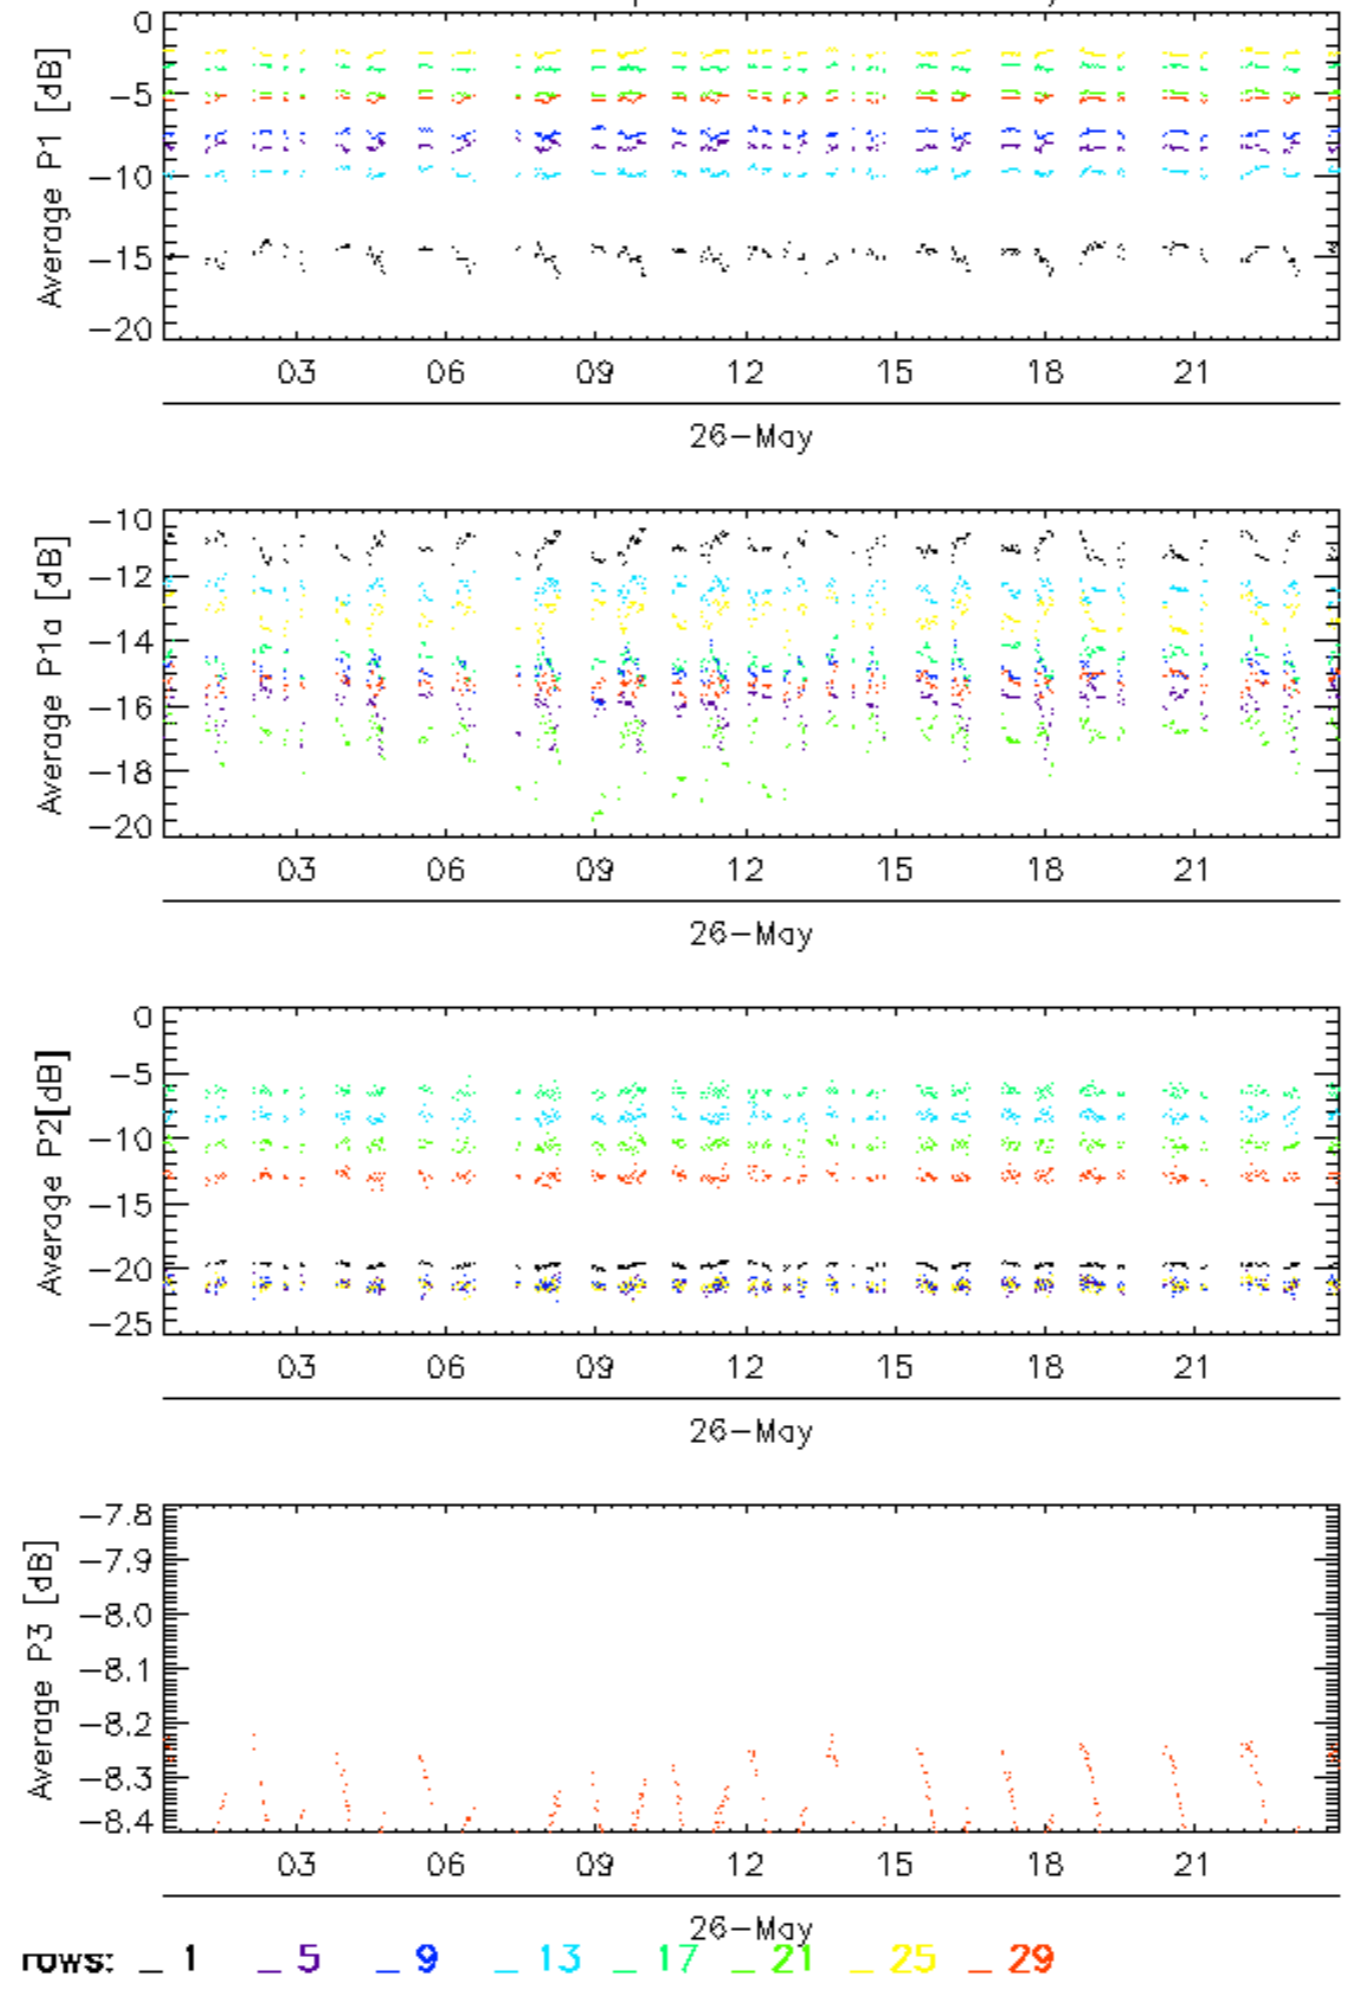 0
−5
−10
−15
−20
Average P1 [dB]
03 06 09 12 15 18 21
26−May
−10
−12
−14
−16
−18
−20
Average P1a [dB]
03 06 09 12 15 18 21
26−May
0
−5
−10
−15
−20
−25
Average P2[dB]
03 06 09 12 15 18 21
26−May
−7.8
−7.9
−8.0
−8.1
−8.2
−8.3
−8.4
Average P3 [dB]
03 06 09 12 15 18 21
26−May
rows: _ 1 _ 5 _ 9 _ 13 _ 17 _ 21 _ 25 _ 29